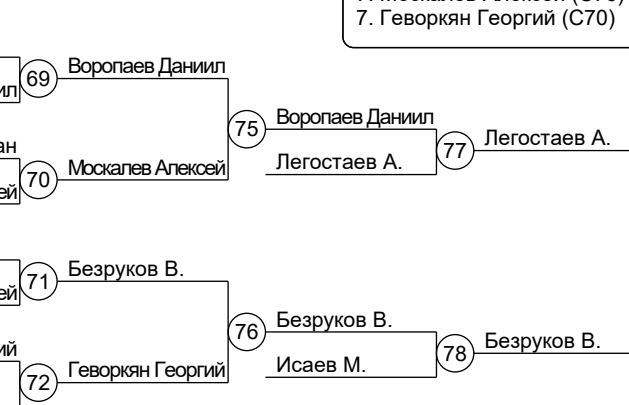 7. Геворкян Георгий (С70)
69
Воропаев Даниил
75
Воропаев Даниил
77
Легостаев А.
Легостаев А.
70
Москалев Алексей
71
Безруков В.
76
Безруков В.
78
Безруков В.
Исаев М.
72
Геворкян Георгий